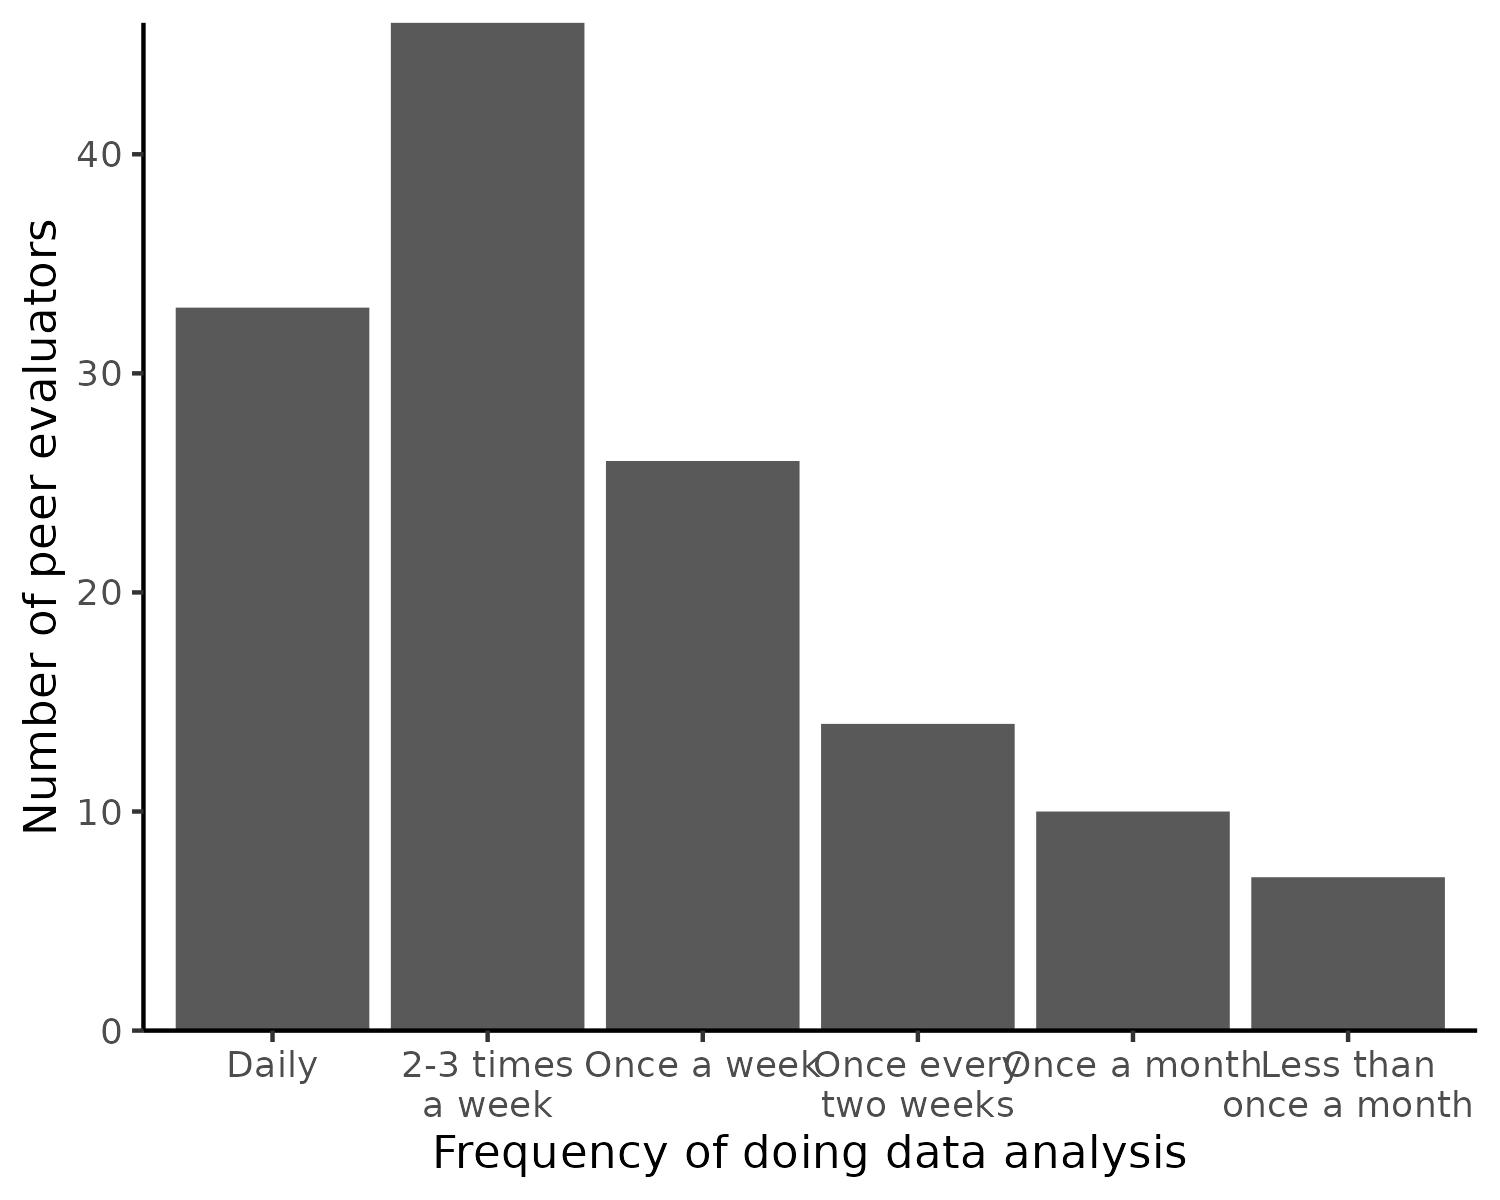 Number of peer evaluators
40
30
20
10
0
Daily
2-3 times
a week
Once a week
Once every
two weeks
Once a month
Less than
once a month
Frequency of doing data analysis